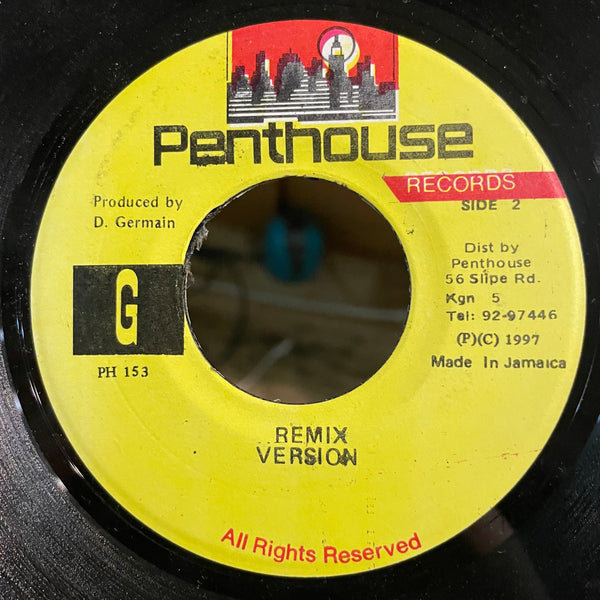 Penthouse
RECORDS
SIDE 2
Produced by
D. Germain
Dist by
Penthouse
56 Slipe Rd.
Kgn 5
Tel: 92-97446
(P)(C) 1997
Made In Jamaica
G
PH 153
REMIX
VERSION
All Rights Reserved